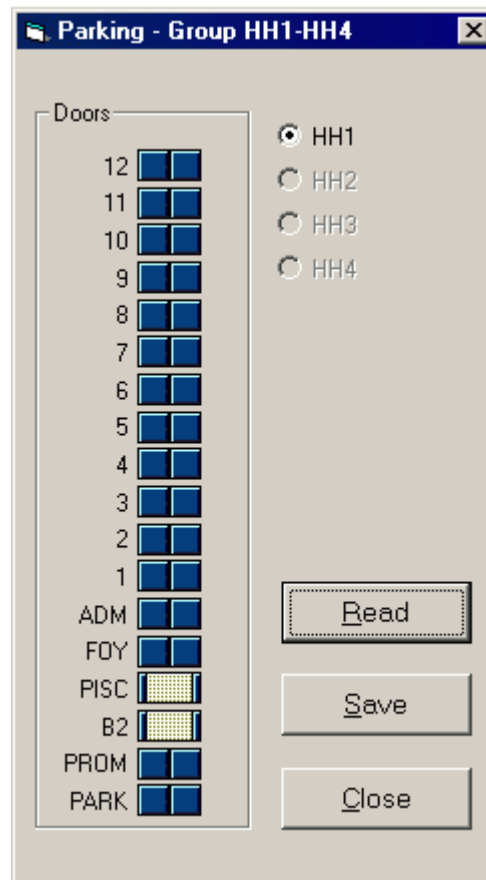 Parking - Group HH1-HH4
Doors
12
11
10
9
8
7
6
5
4
3
2
1
ADM
FOY
PISC
B2
PROM
PARK
HH1
HH2
HH3
HH4
Read
Save
Close